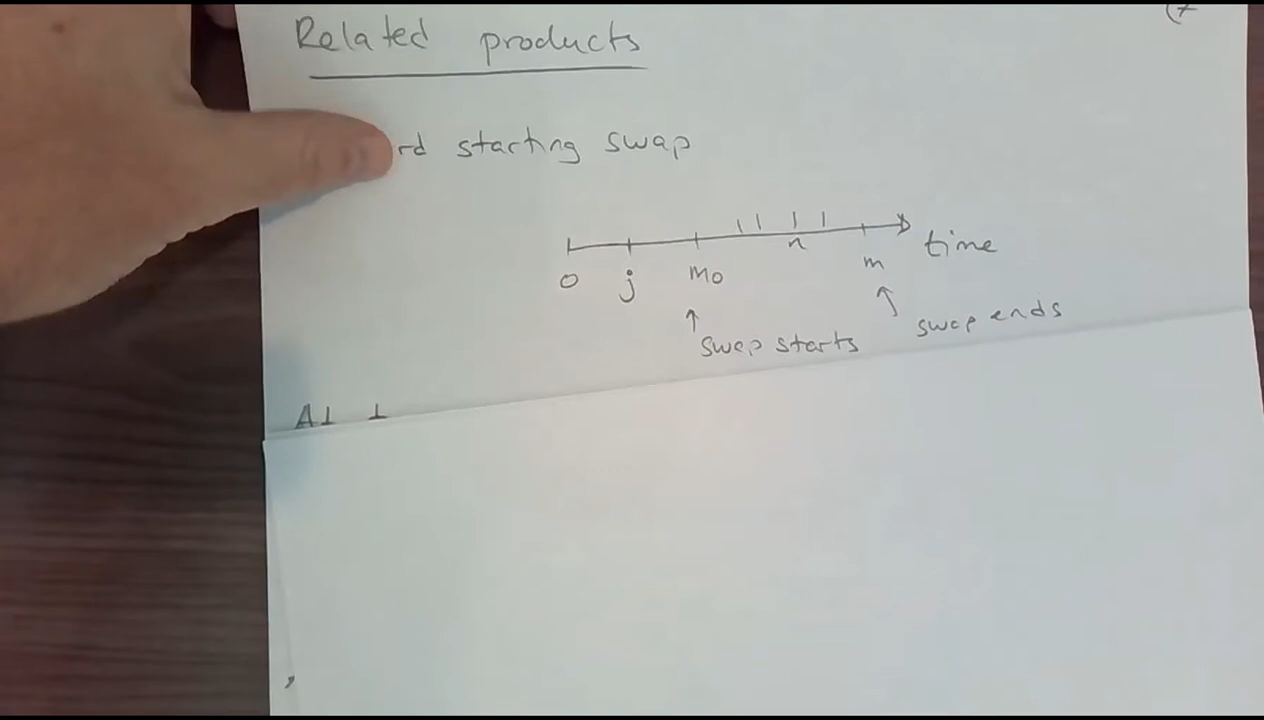 Related products
rd starting swap
n
0 j m0 m time
swap starts swap ends